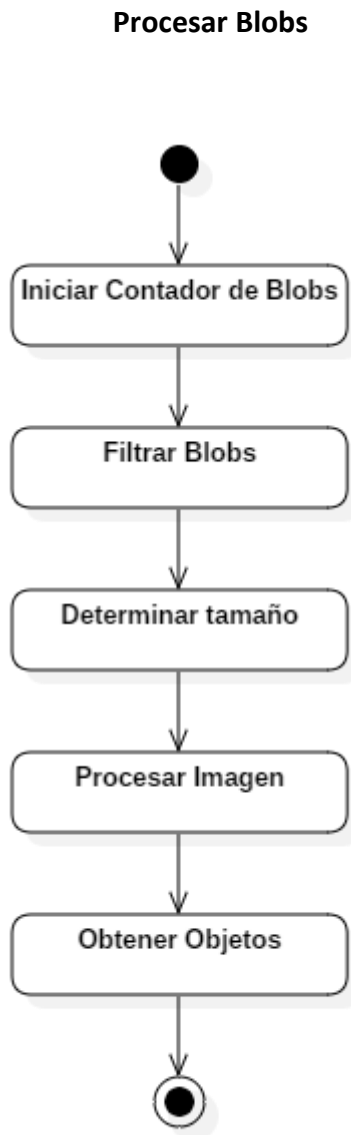 Procesar Blobs
Iniciar Contador de Blobs
Filtrar Blobs
Determinar tamaño
Procesar Imagen
Obtener Objetos